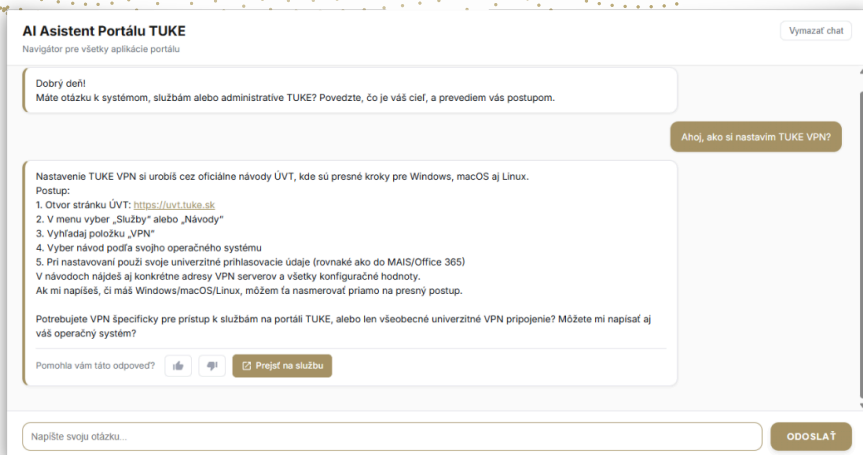 AI Asistent Portálu TUKE
Navigátor pre všetky aplikácie portálu
Vymazať chat
Dobrý deň!
Máte otázku k systémom, službám alebo administratíve TUKE? Povedzte, čo je váš cieľ, a prevediem vás postupom.
Ahoj, ako si nastavim TUKE VPN?
Nastavenie TUKE VPN si urobíš cez oficiálne návody ÚVT, kde sú presné kroky pre Windows, macOS aj Linux.
Postup:
1. Otvor stránku ÚVT: https://uvt.tuke.sk
2. V menu vyber „Služby“ alebo „Návody“
3. Vyhľadaj položku „VPN“
4. Vyber návod podľa svojho operačného systému
5. Pri nastavovaní použi svoje univerzitné prihlasovacie údaje (rovnaké ako do MAIS/Office 365)
V návodoch nájdeš aj konkrétne adresy VPN serverov a všetky konfiguračné hodnoty.
Ak mi napíšeš, či máš Windows/macOS/Linux, môžem ťa nasmerovať priamo na presný postup.
Potrebujete VPN špecificky pre prístup k službám na portáli TUKE, alebo len všeobecné univerzitné VPN pripojenie? Môžete mi napísať aj
váš operačný systém?
Pomohla vám táto odpoveď?
Prejsť na službu
Napíšte svoju otázku...
ODOSLAŤ